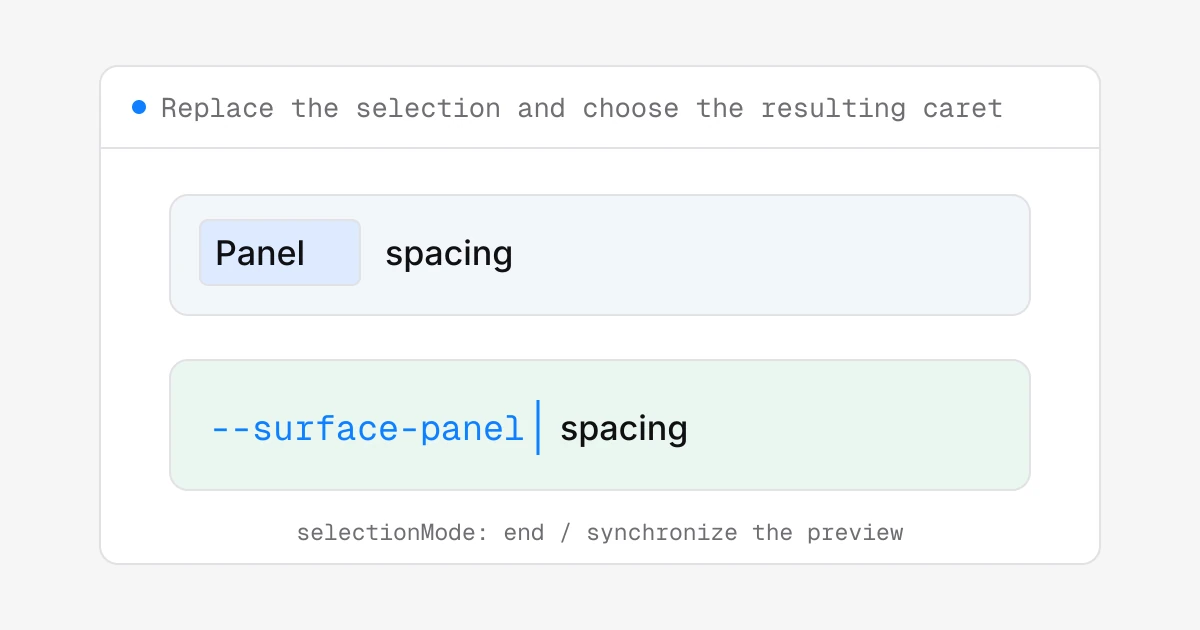 Replace the selection and choose the resulting caret
Panel spacing
--surface-panel spacing
selectionMode: end / synchronize the preview